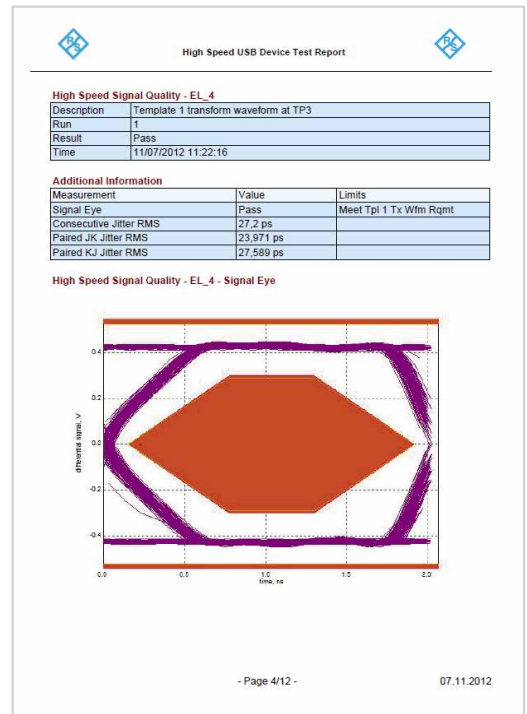 R&S
High Speed USB Device Test Report
R&S
High Speed Signal Quality - EL_4
Description Template 1 transform waveform at TP3
Run 1
Result Pass
Time 11/07/2012 11:22:16
Additional Information
Measurement Value Limits
Signal Eye Pass Meet Tpl 1 Tx Wfm Rqmt
Consecutive Jitter RMS 27,2 ps
Paired JK Jitter RMS 23,971 ps
Paired KJ Jitter RMS 27,589 ps
High Speed Signal Quality - EL_4 - Signal Eye
0.4
0.2
differential signal, V
0.0
-0.2
-0.4
0.0 0.5 1.0 1.5 2.0
time, ns
- Page 4/12 - 07.11.2012